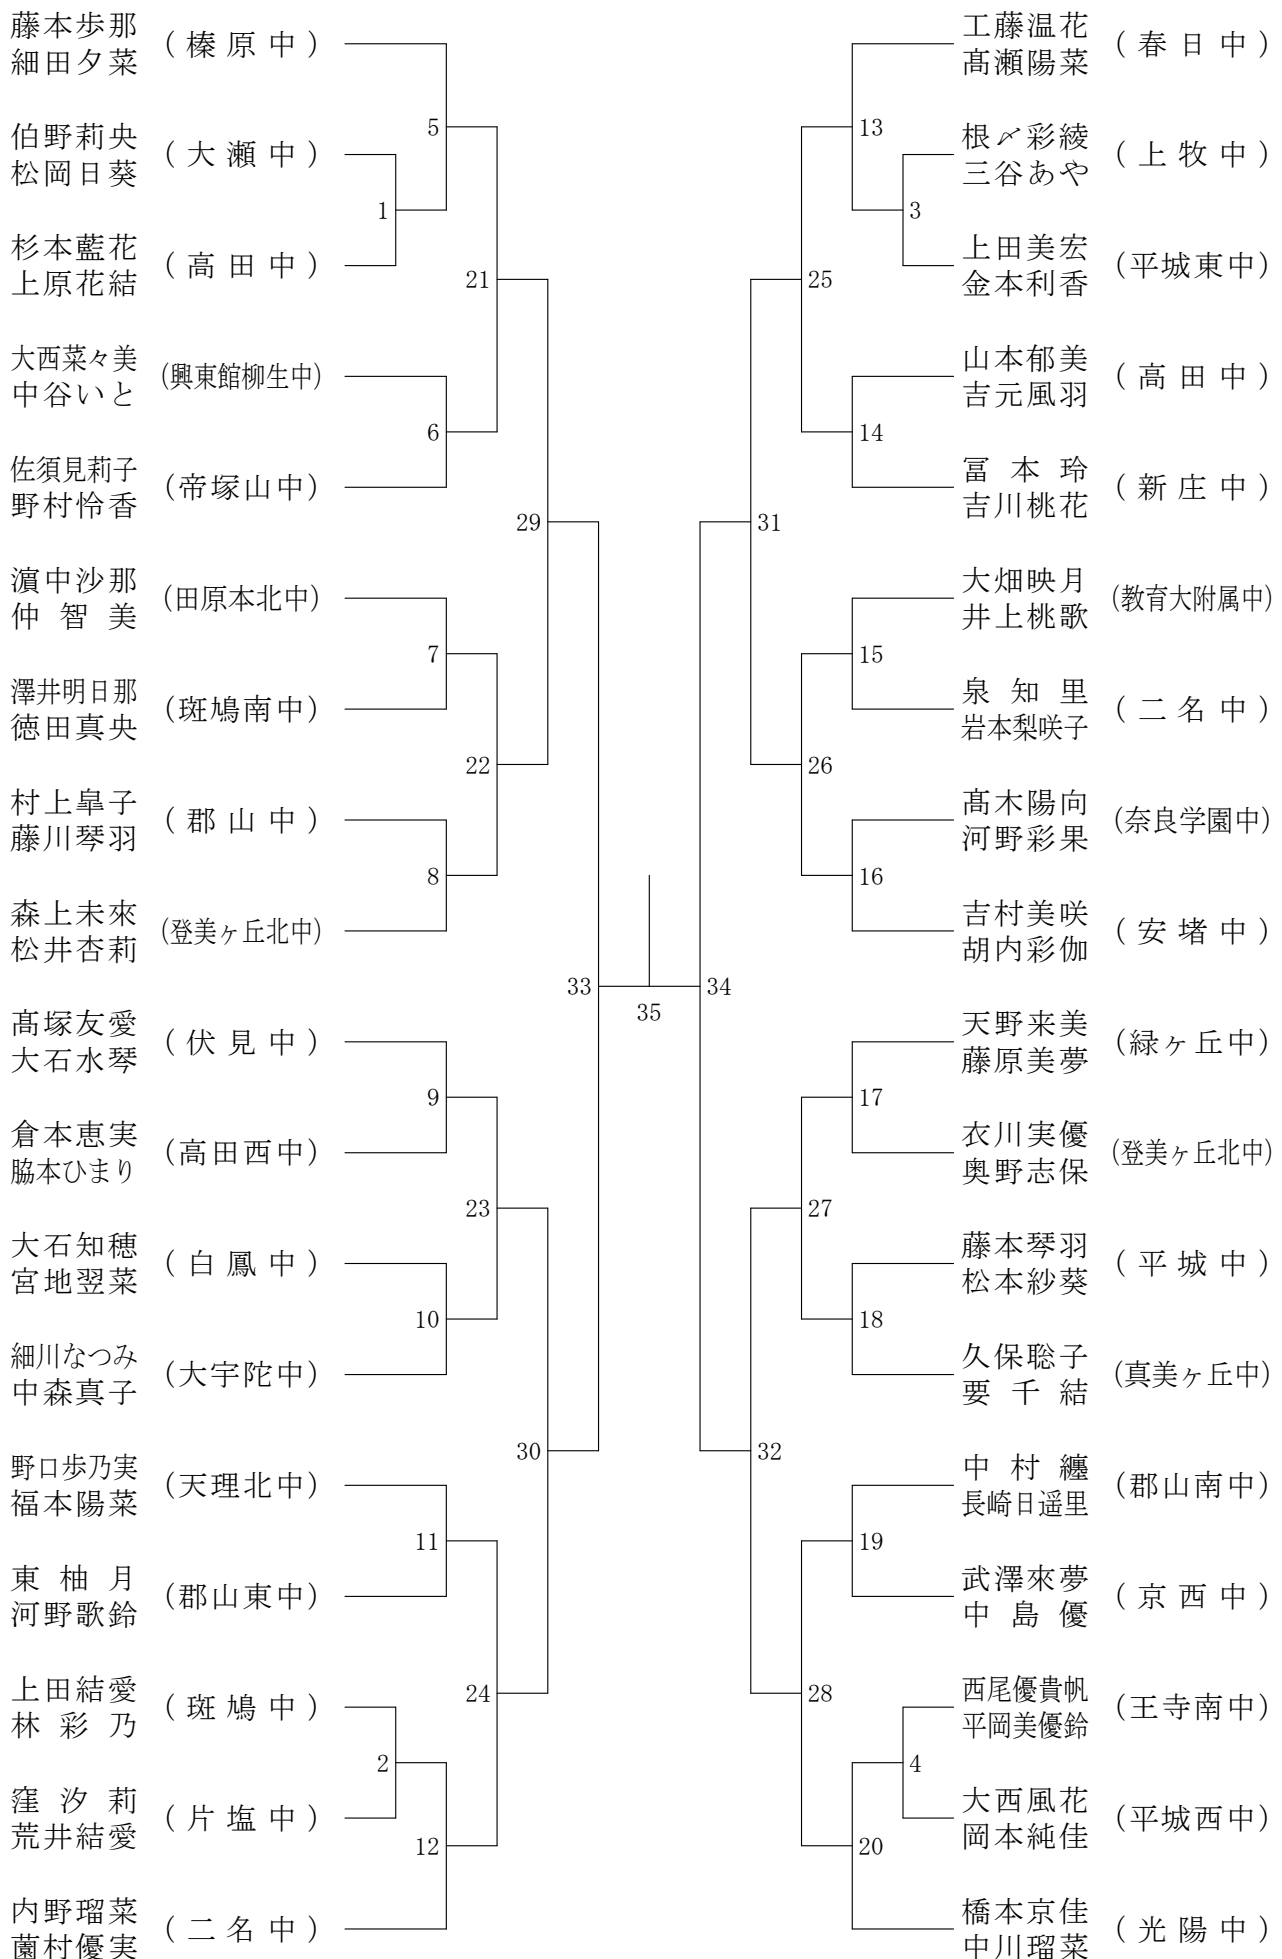 藤本歩那
細田夕菜
(榛原中)
伯野莉央
松岡日葵
(大瀬中)
杉本藍花
上原花結
(高田中)
大西菜々美
中谷いと
(興東館柳生中)
佐須見莉子
野村怜香
(帝塚山中)
濵中沙那
仲智美
(田原本北中)
澤井明日那
徳田真央
(斑鳩南中)
村上皐子
藤川琴羽
(郡山中)
森上未來
松井杏莉
(登美ヶ丘北中)
髙塚友愛
大石水琴
(伏見中)
倉本恵実
脇本ひまり
(高田西中)
大石知穂
宮地翌菜
(白鳳中)
細川なつみ
中森真子
(大宇陀中)
野口歩乃実
福本陽菜
(天理北中)
東柚月
河野歌鈴
(郡山東中)
上田結愛
林彩乃
(斑鳩中)
窪汐莉
荒井結愛
(片塩中)
内野瑠菜
薗村優実
(二名中)
1
2
5
6
7
8
9
10
11
12
21
22
23
24
29
30
33
35
34
31
32
25
26
27
28
13
14
15
16
17
18
19
20
3
4
工藤温花
髙瀬陽菜
(春日中)
根〆彩綾
三谷あや
(上牧中)
上田美宏
金本利香
(平城東中)
山本郁美
吉元風羽
(高田中)
冨本玲
吉川桃花
(新庄中)
大畑映月
井上桃歌
(教育大附属中)
泉知里
岩本梨咲子
(二名中)
髙木陽向
河野彩果
(奈良学園中)
吉村美咲
胡内彩伽
(安堵中)
天野来美
藤原美夢
(緑ヶ丘中)
衣川実優
奥野志保
(登美ヶ丘北中)
藤本琴羽
松本紗葵
(平城中)
久保聡子
要千結
(真美ヶ丘中)
中村纏
長崎日遥里
(郡山南中)
武澤來夢
中島優
(京西中)
西尾優貴帆
平岡美優鈴
(王寺南中)
大西風花
岡本純佳
(平城西中)
橋本京佳
中川瑠菜
(光陽中)